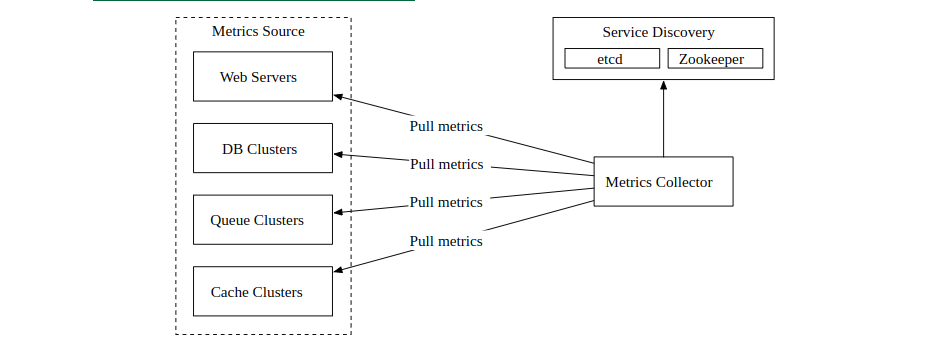 Metrics Source
Service Discovery
etcd
Zookeeper
Web Servers
Pull metrics
DB Clusters
Pull metrics
Metrics Collector
Pull metrics
Queue Clusters
Pull metrics
Cache Clusters